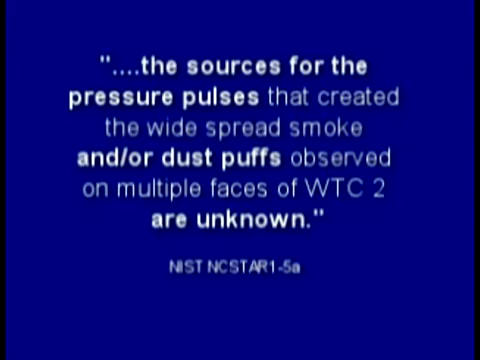 "....the sources for the
pressure pulses that created
the wide spread smoke
and/or dust puffs observed
on multiple faces of WTC 2
are unknown."
NIST NCSTAR1-5a